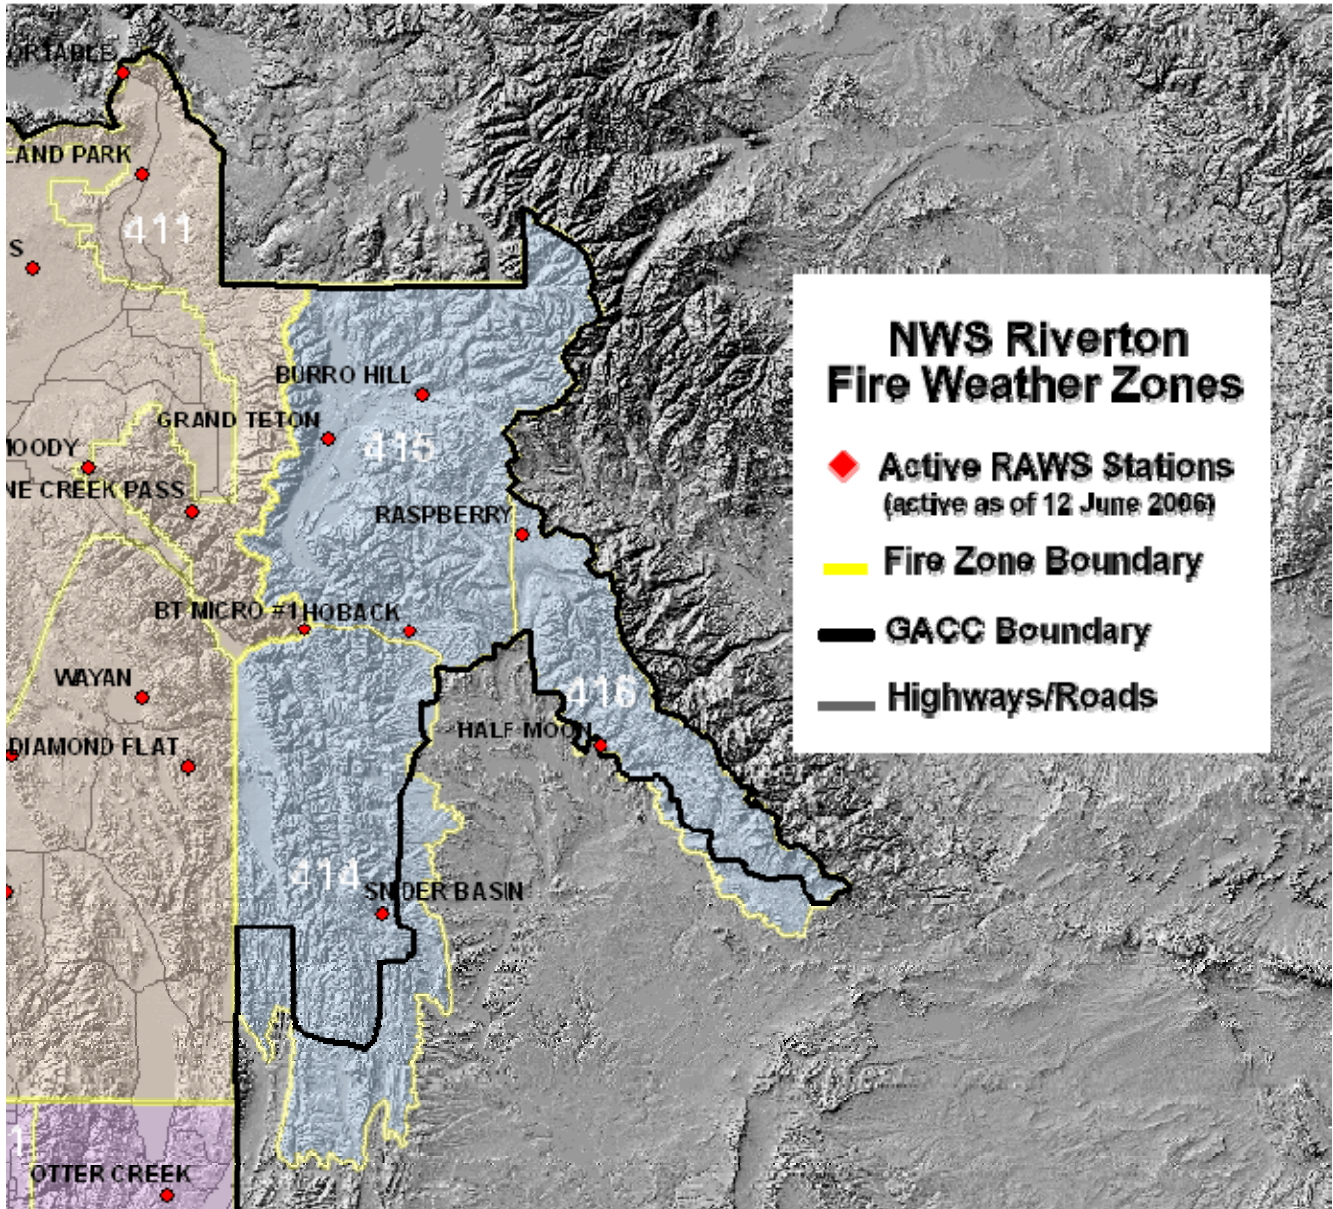 ORTABLE
LAND PARK
411
S
NWS Riverton
Fire Weather Zones
BURRO HILL
GRAND TETON
415
MOODY
Active RAWS Stations
(active as of 12 June 2006)
NE CREEK PASS
RASPBERRY
Fire Zone Boundary
BT MICRO #1
HOBACK
GACC Boundary
WAYAN
416
Highways/Roads
HALF MOON
DIAMOND FLAT
414
SNIDER BASIN
1
OTTER CREEK